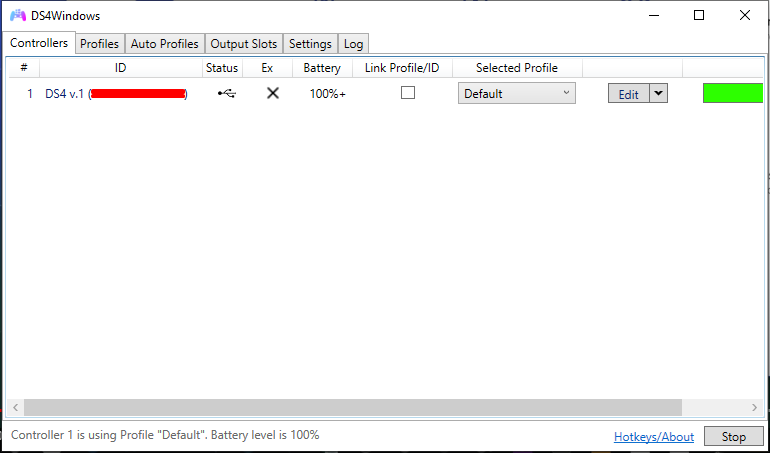 DS4Windows
Controllers Profiles Auto Profiles Output Slots Settings Log
# ID Status Ex Battery Link Profile/ID Selected Profile
1 DS4 v.1 ( ) 100%+ Default Edit
Controller 1 is using Profile "Default". Battery level is 100%
Hotkeys/About Stop